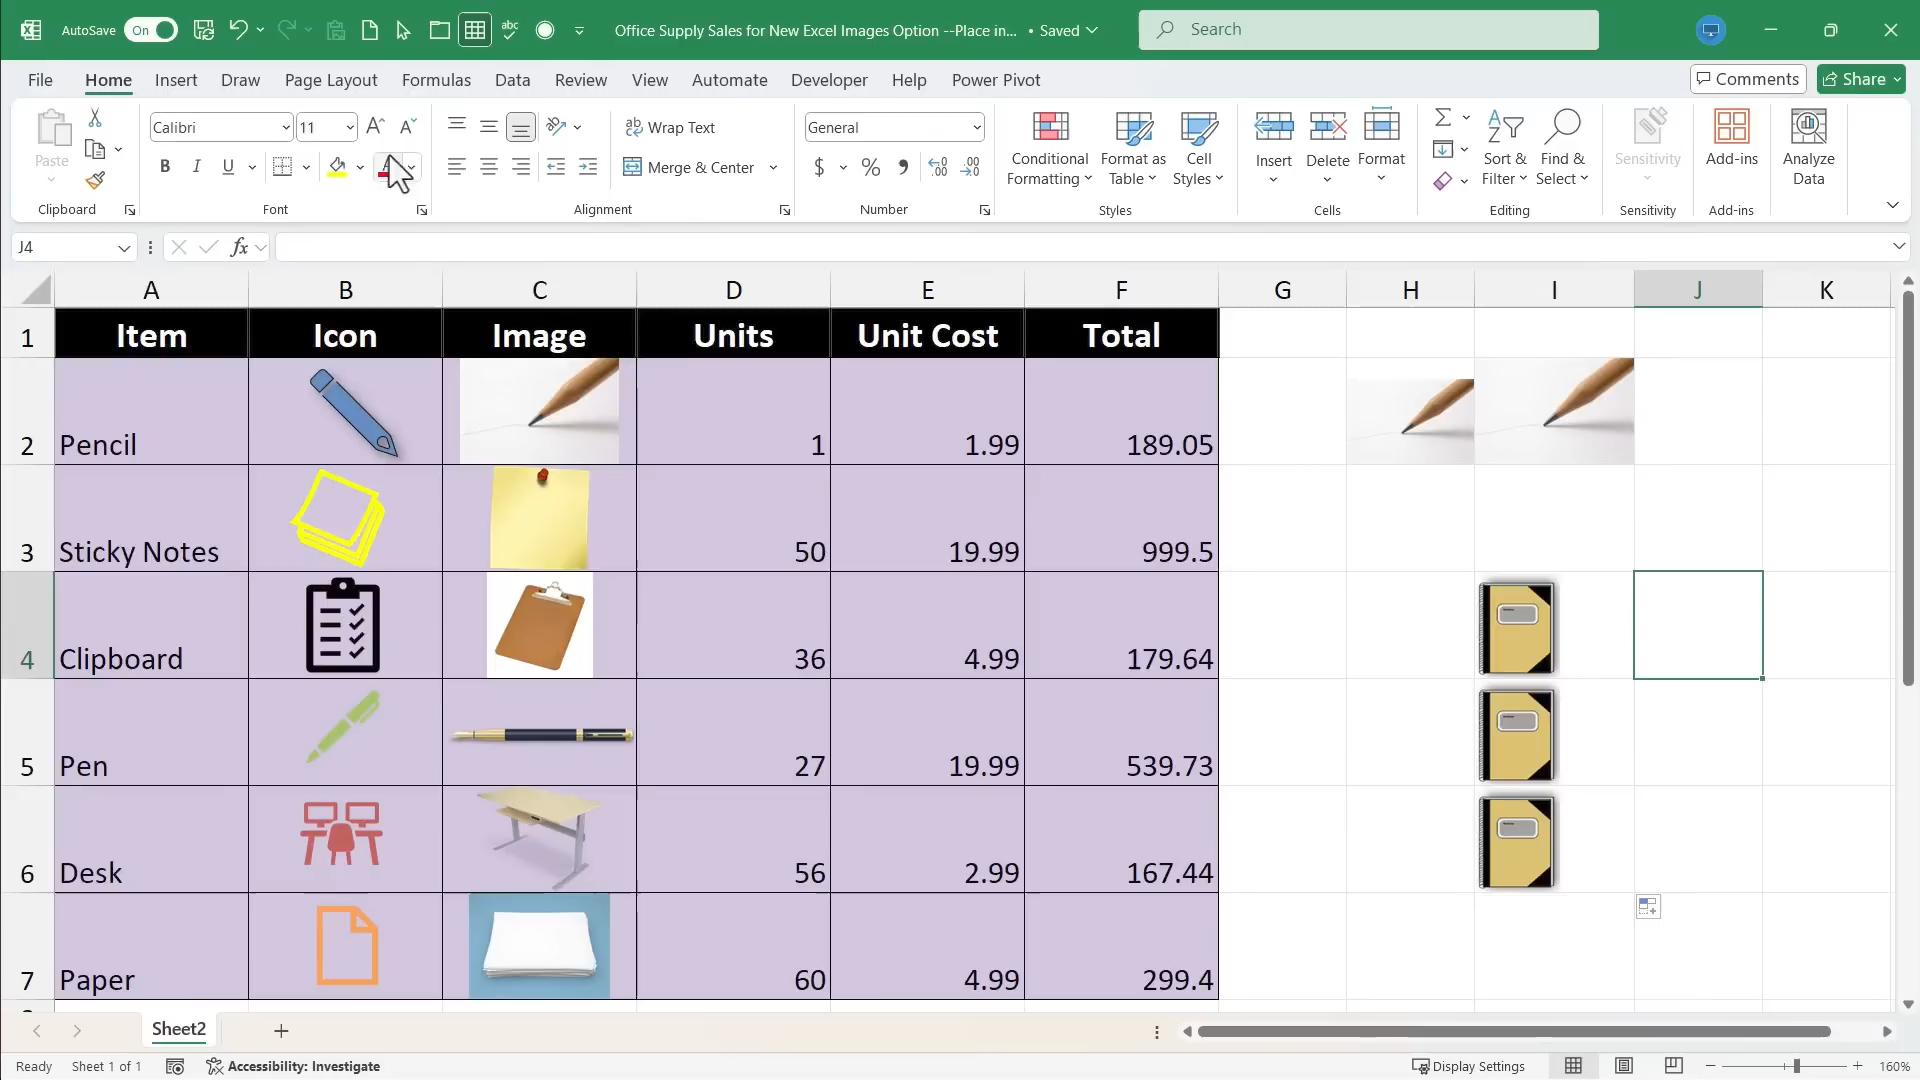 AutoSave On Office Supply Sales for New Excel Images Option --Place in... • Saved Search
File Home Insert Draw Page Layout Formulas Data Review View Automate Developer Help Power Pivot Comments Share
Paste
Clipboard
Calibri 11
B I U
Font
Wrap Text
Merge & Center
Alignment
General
$ % 9
Number
Conditional Formatting
Format as Table
Cell Styles
Styles
Insert
Delete
Format
Cells
Sort & Filter
Find & Select
Editing
Sensitivity
Sensitivity
Add-ins
Add-ins
Analyze Data
J4 fx
A B C D E F G H I J K
1 Item Icon Image Units Unit Cost Total
2 Pencil 1 1.99 189.05
3 Sticky Notes 50 19.99 999.5
4 Clipboard 36 4.99 179.64
5 Pen 27 19.99 539.73
6 Desk 56 2.99 167.44
7 Paper 60 4.99 299.4
Sheet2
Ready Sheet 1 of 1 Accessibility: Investigate Display Settings 160%